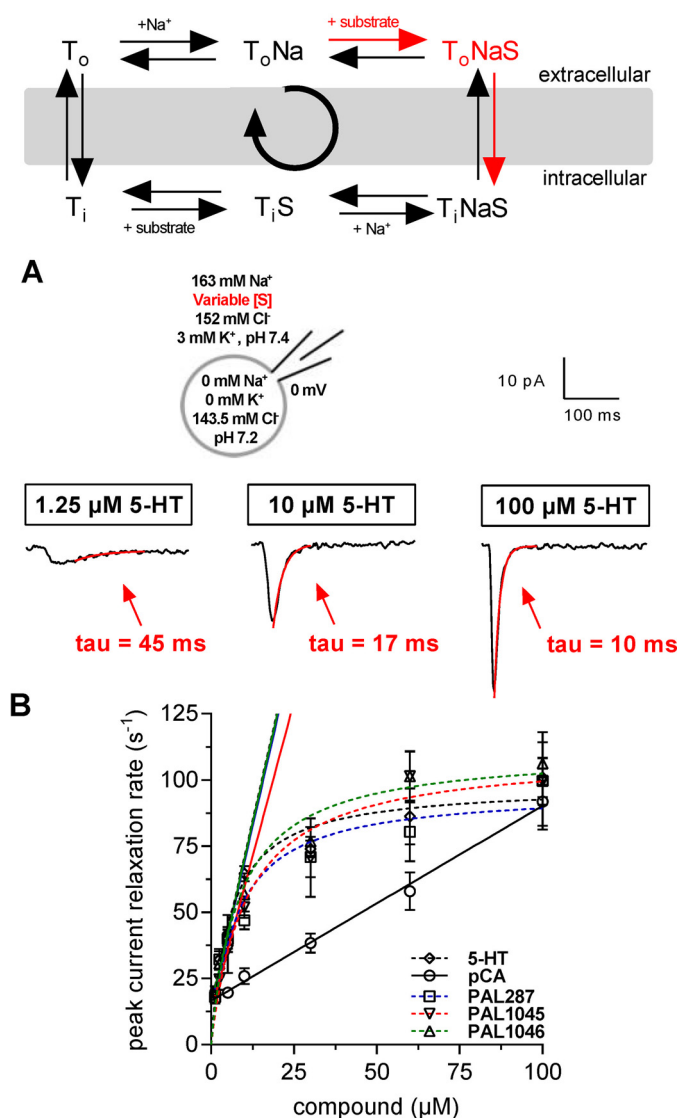 +Na⁺ + substrate
Tₒ TₒNa TₒNaS
extracellular
intracellular
Tᵢ TᵢS TᵢNaS
+ substrate + Na⁺
A
163 mM Na⁺
Variable [S]
152 mM Cl⁻
3 mM K⁺, pH 7.4
0 mM Na⁺
0 mM K⁺
143.5 mM Cl⁻
pH 7.2
0 mV
10 pA
100 ms
1.25 µM 5-HT 10 µM 5-HT 100 µM 5-HT
tau = 45 ms tau = 17 ms tau = 10 ms
B
peak current relaxation rate (s⁻¹)
125
100
75
50
25
0
5-HT
pCA
PAL287
PAL1045
PAL1046
0 25 50 75 100
compound (µM)